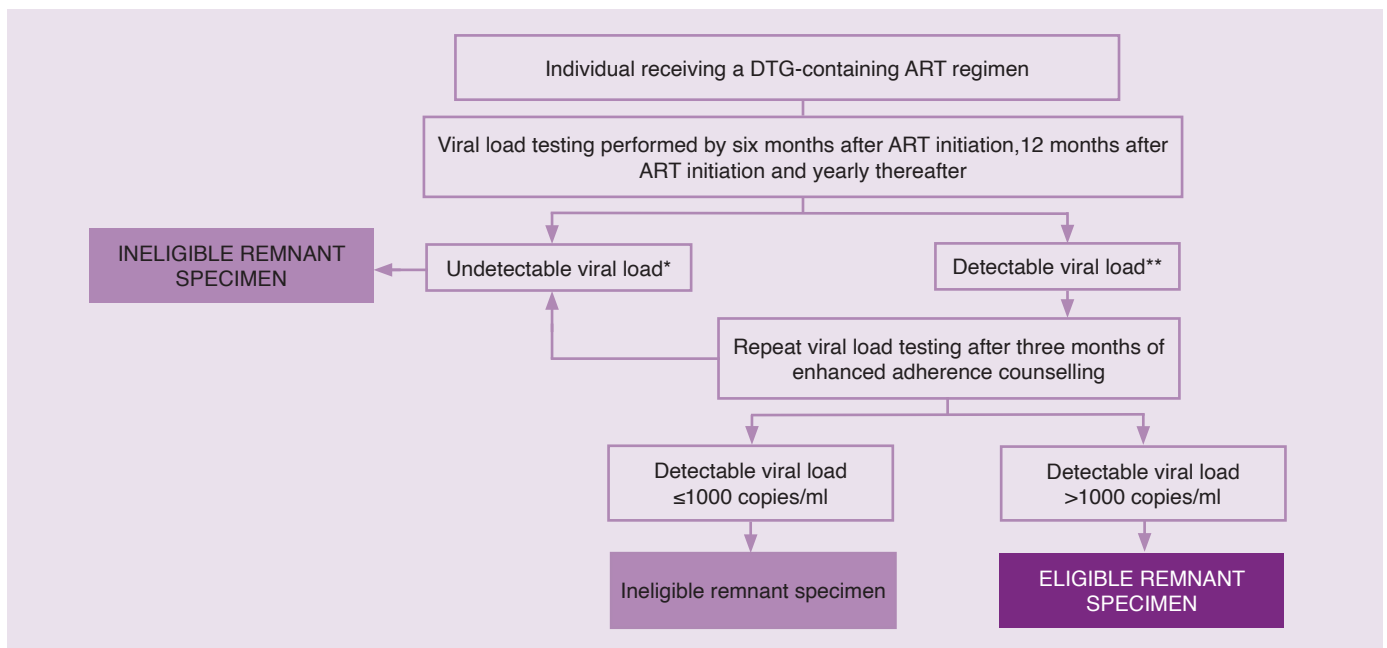 Individual receiving a DTG-containing ART regimen
Viral load testing performed by six months after ART initiation,12 months after
ART initiation and yearly thereafter
INELIGIBLE REMNANT
SPECIMEN
Undetectable viral load*
Detectable viral load**
Repeat viral load testing after three months of
enhanced adherence counselling
Detectable viral load
≤1000 copies/ml
Detectable viral load
>1000 copies/ml
Ineligible remnant specimen
ELIGIBLE REMNANT
SPECIMEN